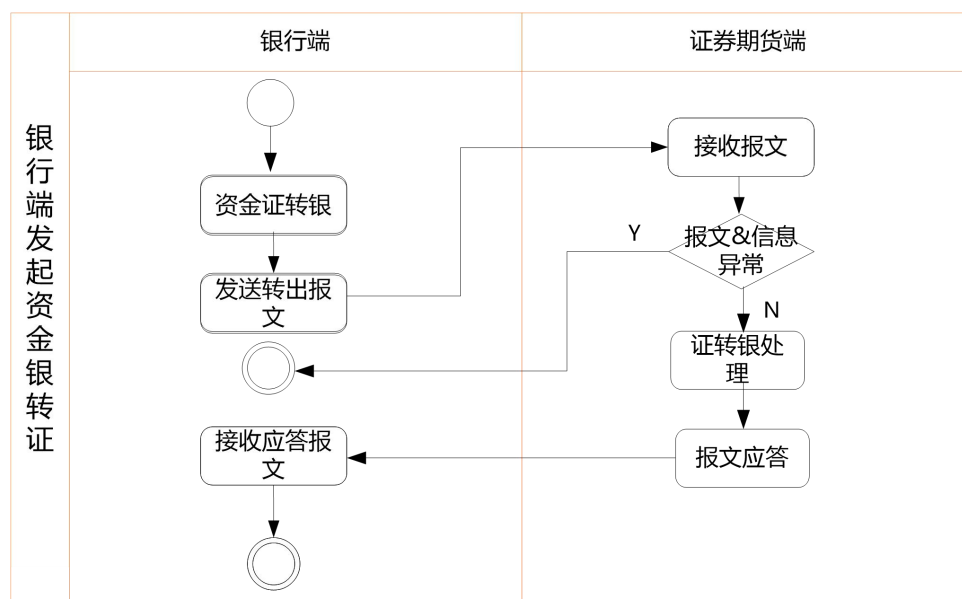 银行端
证券期货端
银行端发起资金银转证
资金证转银
发送转出报
文
接收应答报
文
接收报文
报文&信息
异常
Y
N
证转银处
理
报文应答